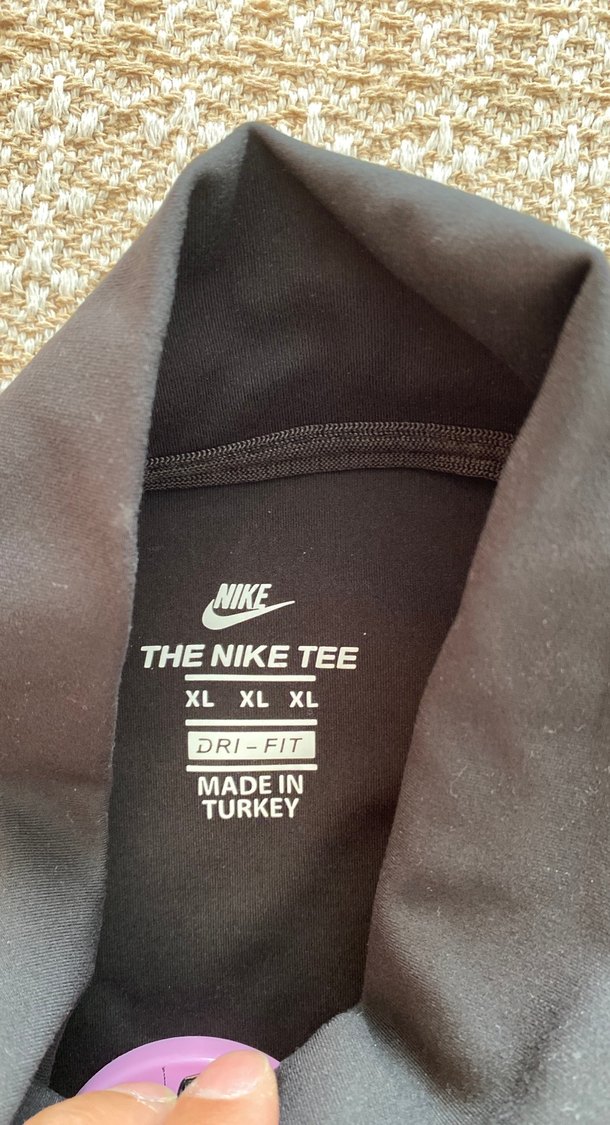 NIKE
THE NIKE TEE
XL XL XL
DRI-FIT
MADE IN
TURKEY